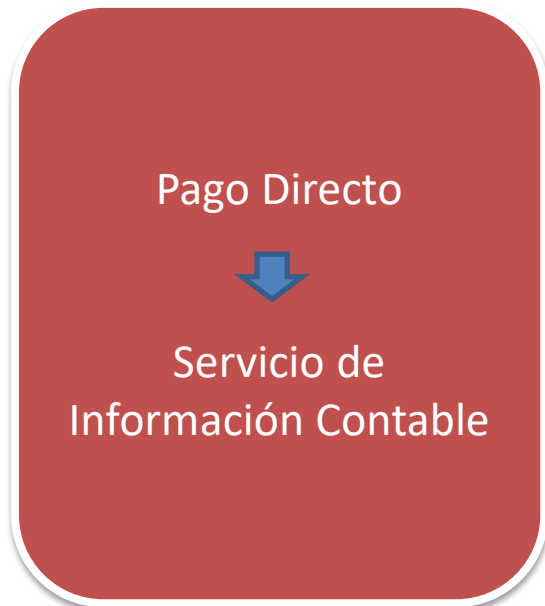 Pago Directo
Servicio de
Información Contable